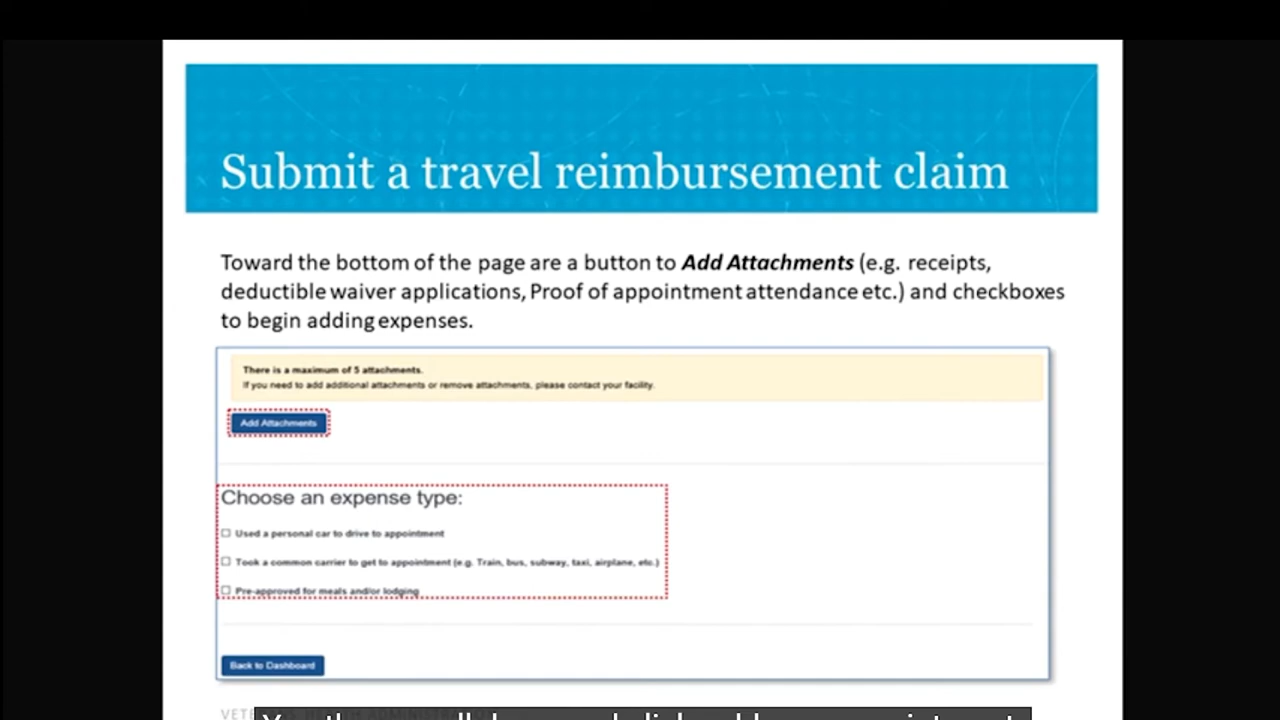 Submit a travel reimbursement claim
Toward the bottom of the page are a button to Add Attachments (e.g. receipts,
deductible waiver applications, Proof of appointment attendance etc.) and checkboxes
to begin adding expenses.
There is a maximum of 5 attachments.
If you need to add additional attachments or remove attachments, please contact your facility.
Add Attachments
Choose an expense type:
Used a personal car to drive to appointment
Took a common carrier to get to appointment (e.g. Train, bus, subway, taxi, airplane, etc.)
Pre-approved for meals and/or lodging
Back to Dashboard